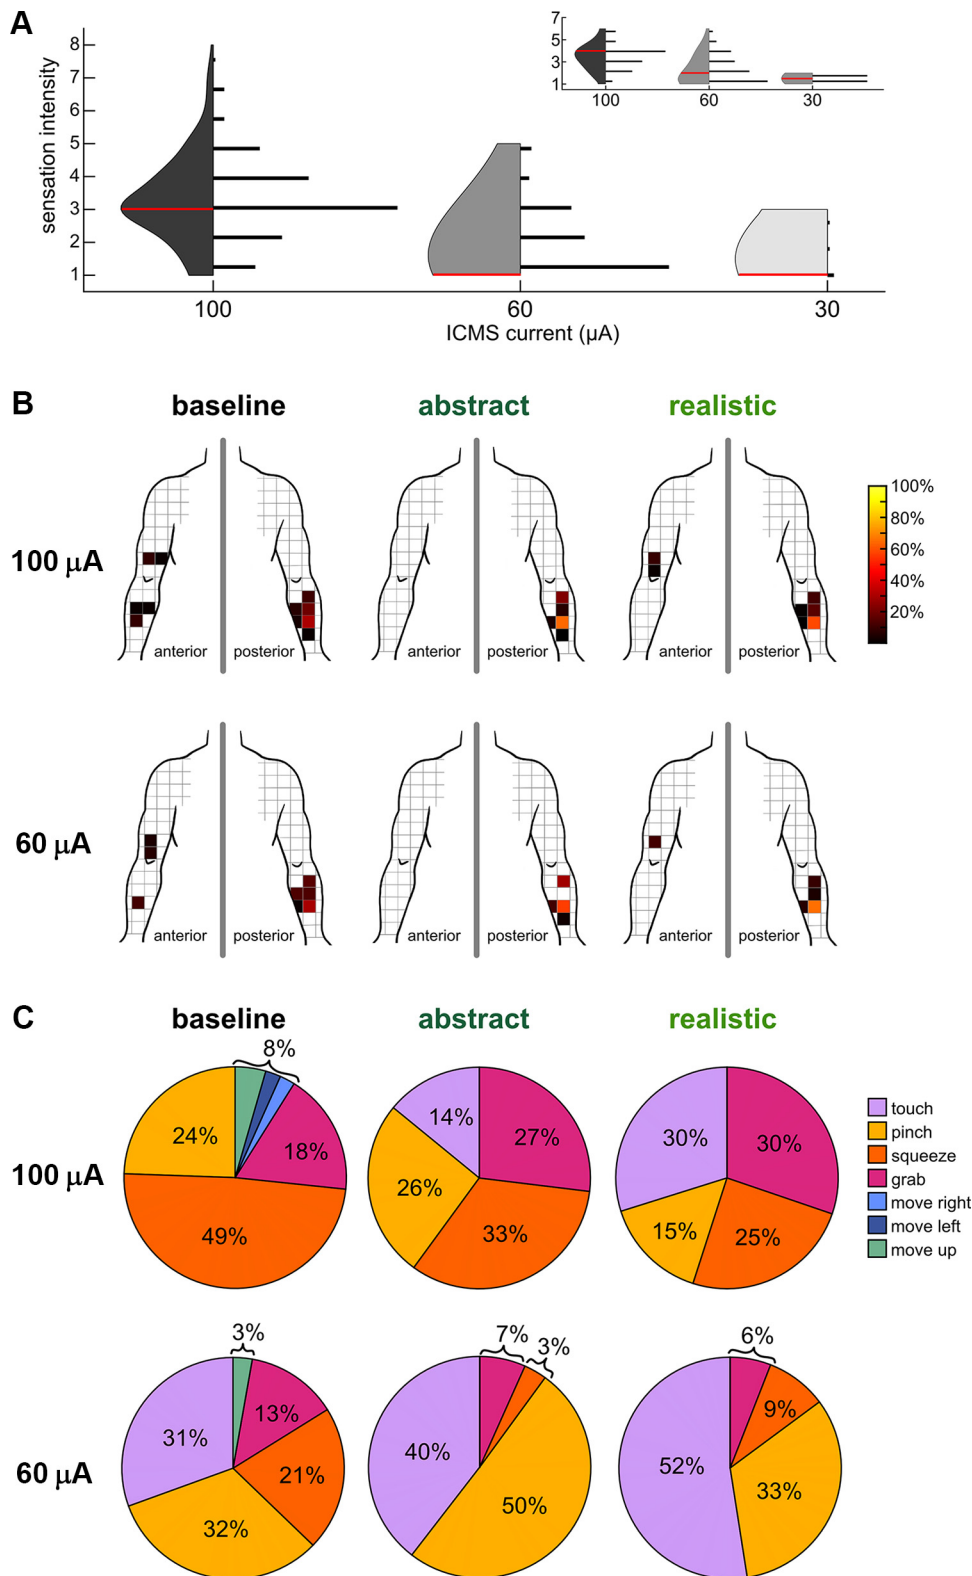 A
sensation intensity
8
7
6
5
4
3
2
1
100
60
30
ICMS current (µA)
7
5
3
1
100
60
30
B
baseline
abstract
realistic
100 µA
anterior
posterior
anterior
posterior
anterior
posterior
100%
80%
60%
40%
20%
60 µA
anterior
posterior
anterior
posterior
anterior
posterior
C
baseline
abstract
realistic
100 µA
8%
24%
18%
49%
14%
27%
26%
33%
30%
30%
15%
25%
touch
pinch
squeeze
grab
move right
move left
move up
60 µA
3%
31%
13%
21%
32%
7%
3%
40%
50%
6%
9%
52%
33%